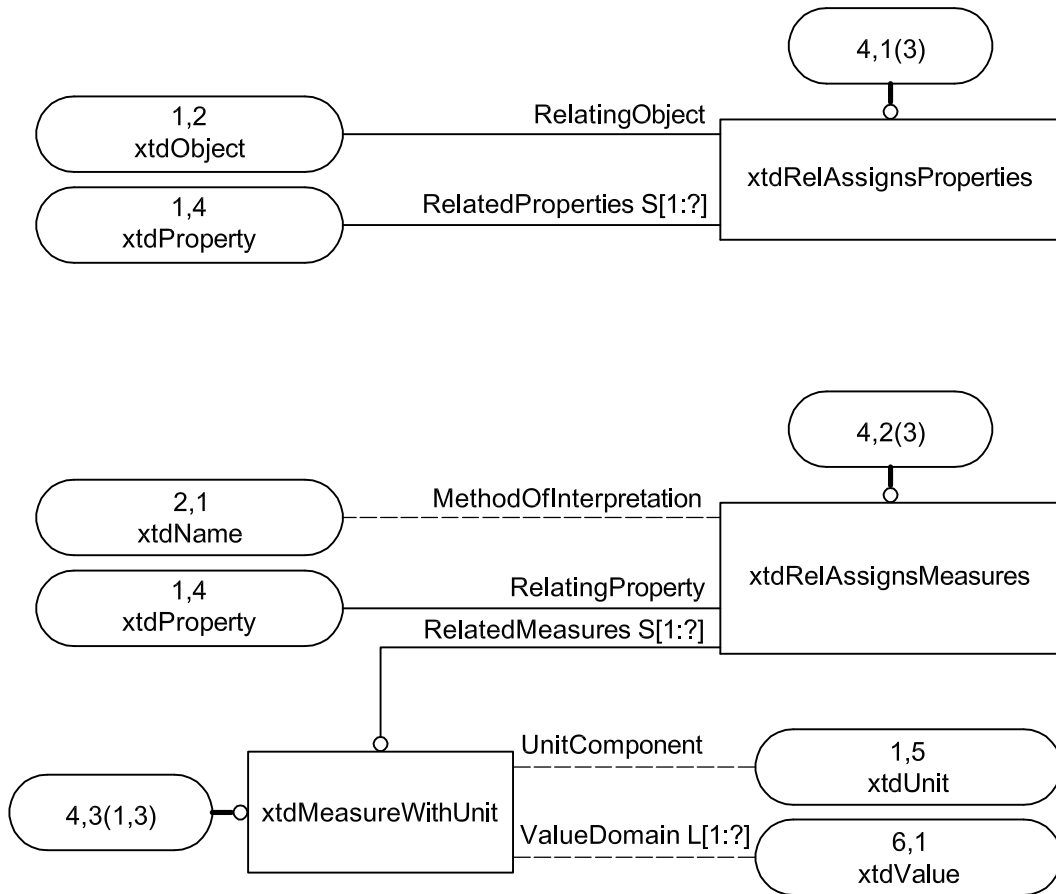 4,1(3)
1,2
xtdObject
RelatingObject
xtdRelAssignsProperties
1,4
xtdProperty
RelatedProperties S[1:?]
4,2(3)
2,1
xtdName
MethodOfInterpretation
xtdRelAssignsMeasures
1,4
xtdProperty
RelatingProperty
RelatedMeasures S[1:?]
4,3(1,3)
xtdMeasureWithUnit
UnitComponent
1,5
xtdUnit
ValueDomain L[1:?]
6,1
xtdValue